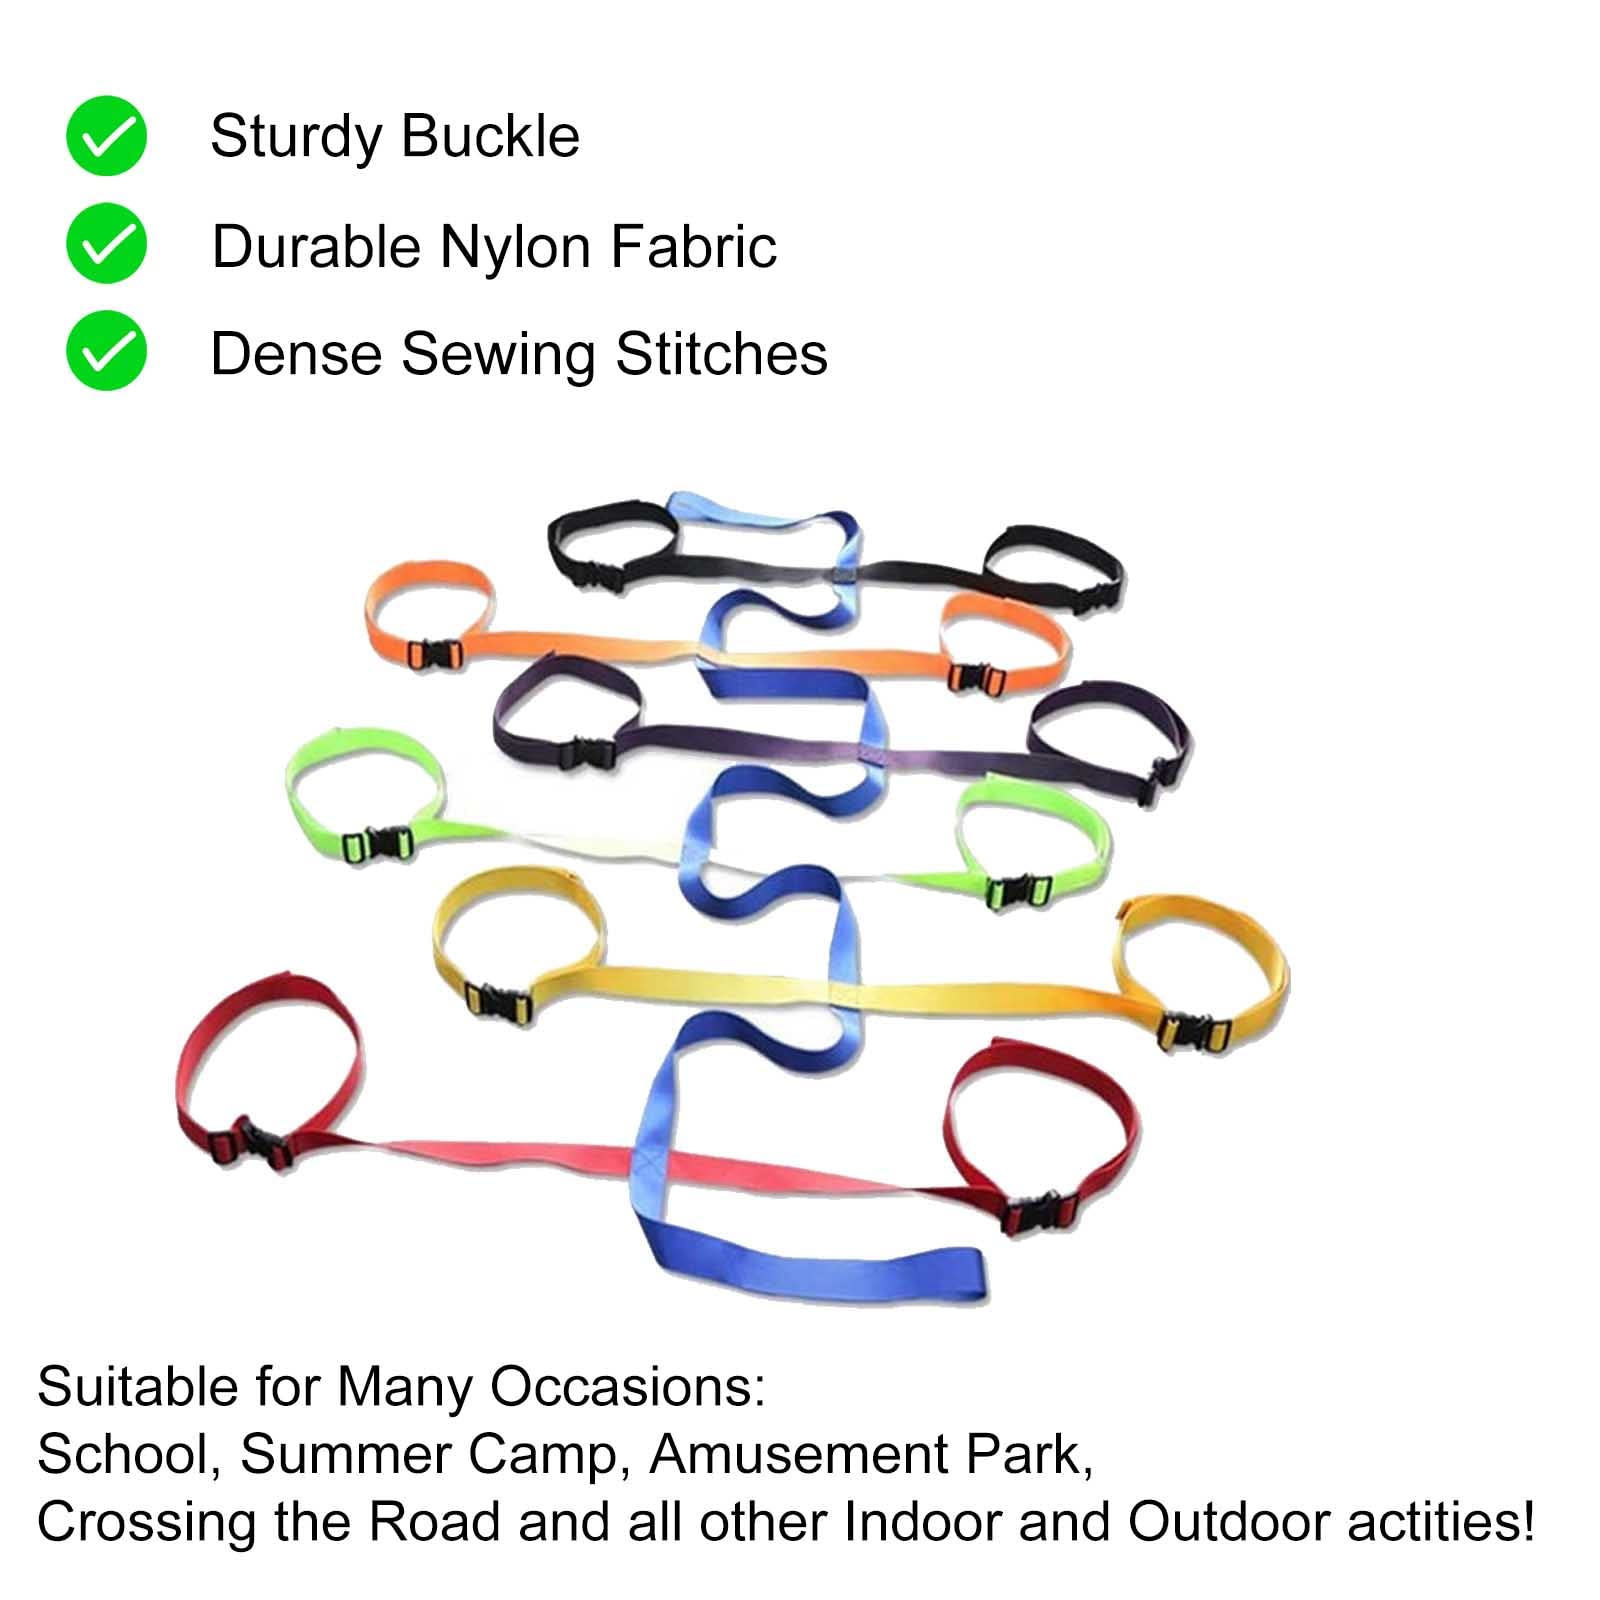 Sturdy Buckle
Durable Nylon Fabric
Dense Sewing Stitches
Suitable for Many Occasions:
School, Summer Camp, Amusement Park,
Crossing the Road and all other Indoor and Outdoor actities!